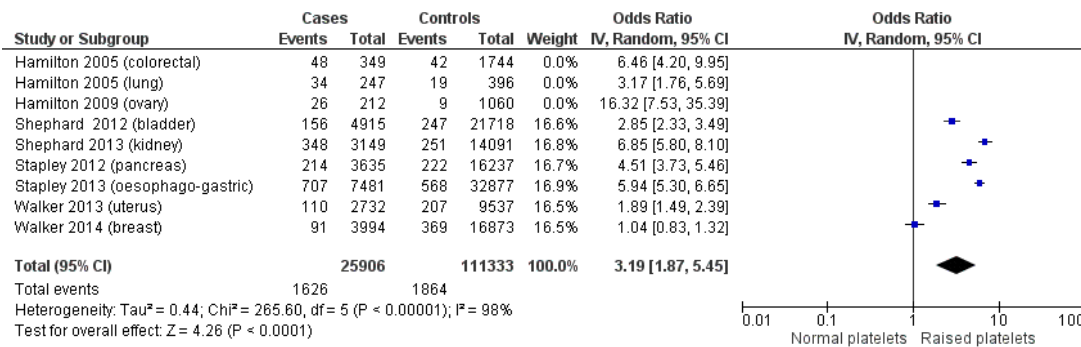 Cases Controls Odds Ratio Odds Ratio
Study or Subgroup Events Total Events Total Weight IV, Random, 95% CI IV, Random, 95% CI
Hamilton 2005 (colorectal) 48 349 42 1744 0.0% 6.46 [4.20, 9.95]
Hamilton 2005 (lung) 34 247 19 396 0.0% 3.17 [1.76, 5.69]
Hamilton 2009 (ovary) 26 212 9 1060 0.0% 16.32 [7.53, 35.39]
Shephard 2012 (bladder) 156 4915 247 21718 16.6% 2.85 [2.33, 3.49]
Shephard 2013 (kidney) 348 3149 251 14091 16.8% 6.85 [5.80, 8.10]
Stapley 2012 (pancreas) 214 3635 222 16237 16.7% 4.51 [3.73, 5.46]
Stapley 2013 (oesophago-gastric) 707 7481 568 32877 16.9% 5.94 [5.30, 6.65]
Walker 2013 (uterus) 110 2732 207 9537 16.5% 1.89 [1.49, 2.39]
Walker 2014 (breast) 91 3994 369 16873 16.5% 1.04 [0.83, 1.32]
Total (95% CI) 25906 111333 100.0% 3.19 [1.87, 5.45]
Total events 1626 1864
Heterogeneity: Tau² = 0.44; Chi² = 265.60, df = 5 (P < 0.00001); I² = 98%
Test for overall effect: Z = 4.26 (P < 0.0001)
0.01 0.1 1 10 100
Normal platelets Raised platelets